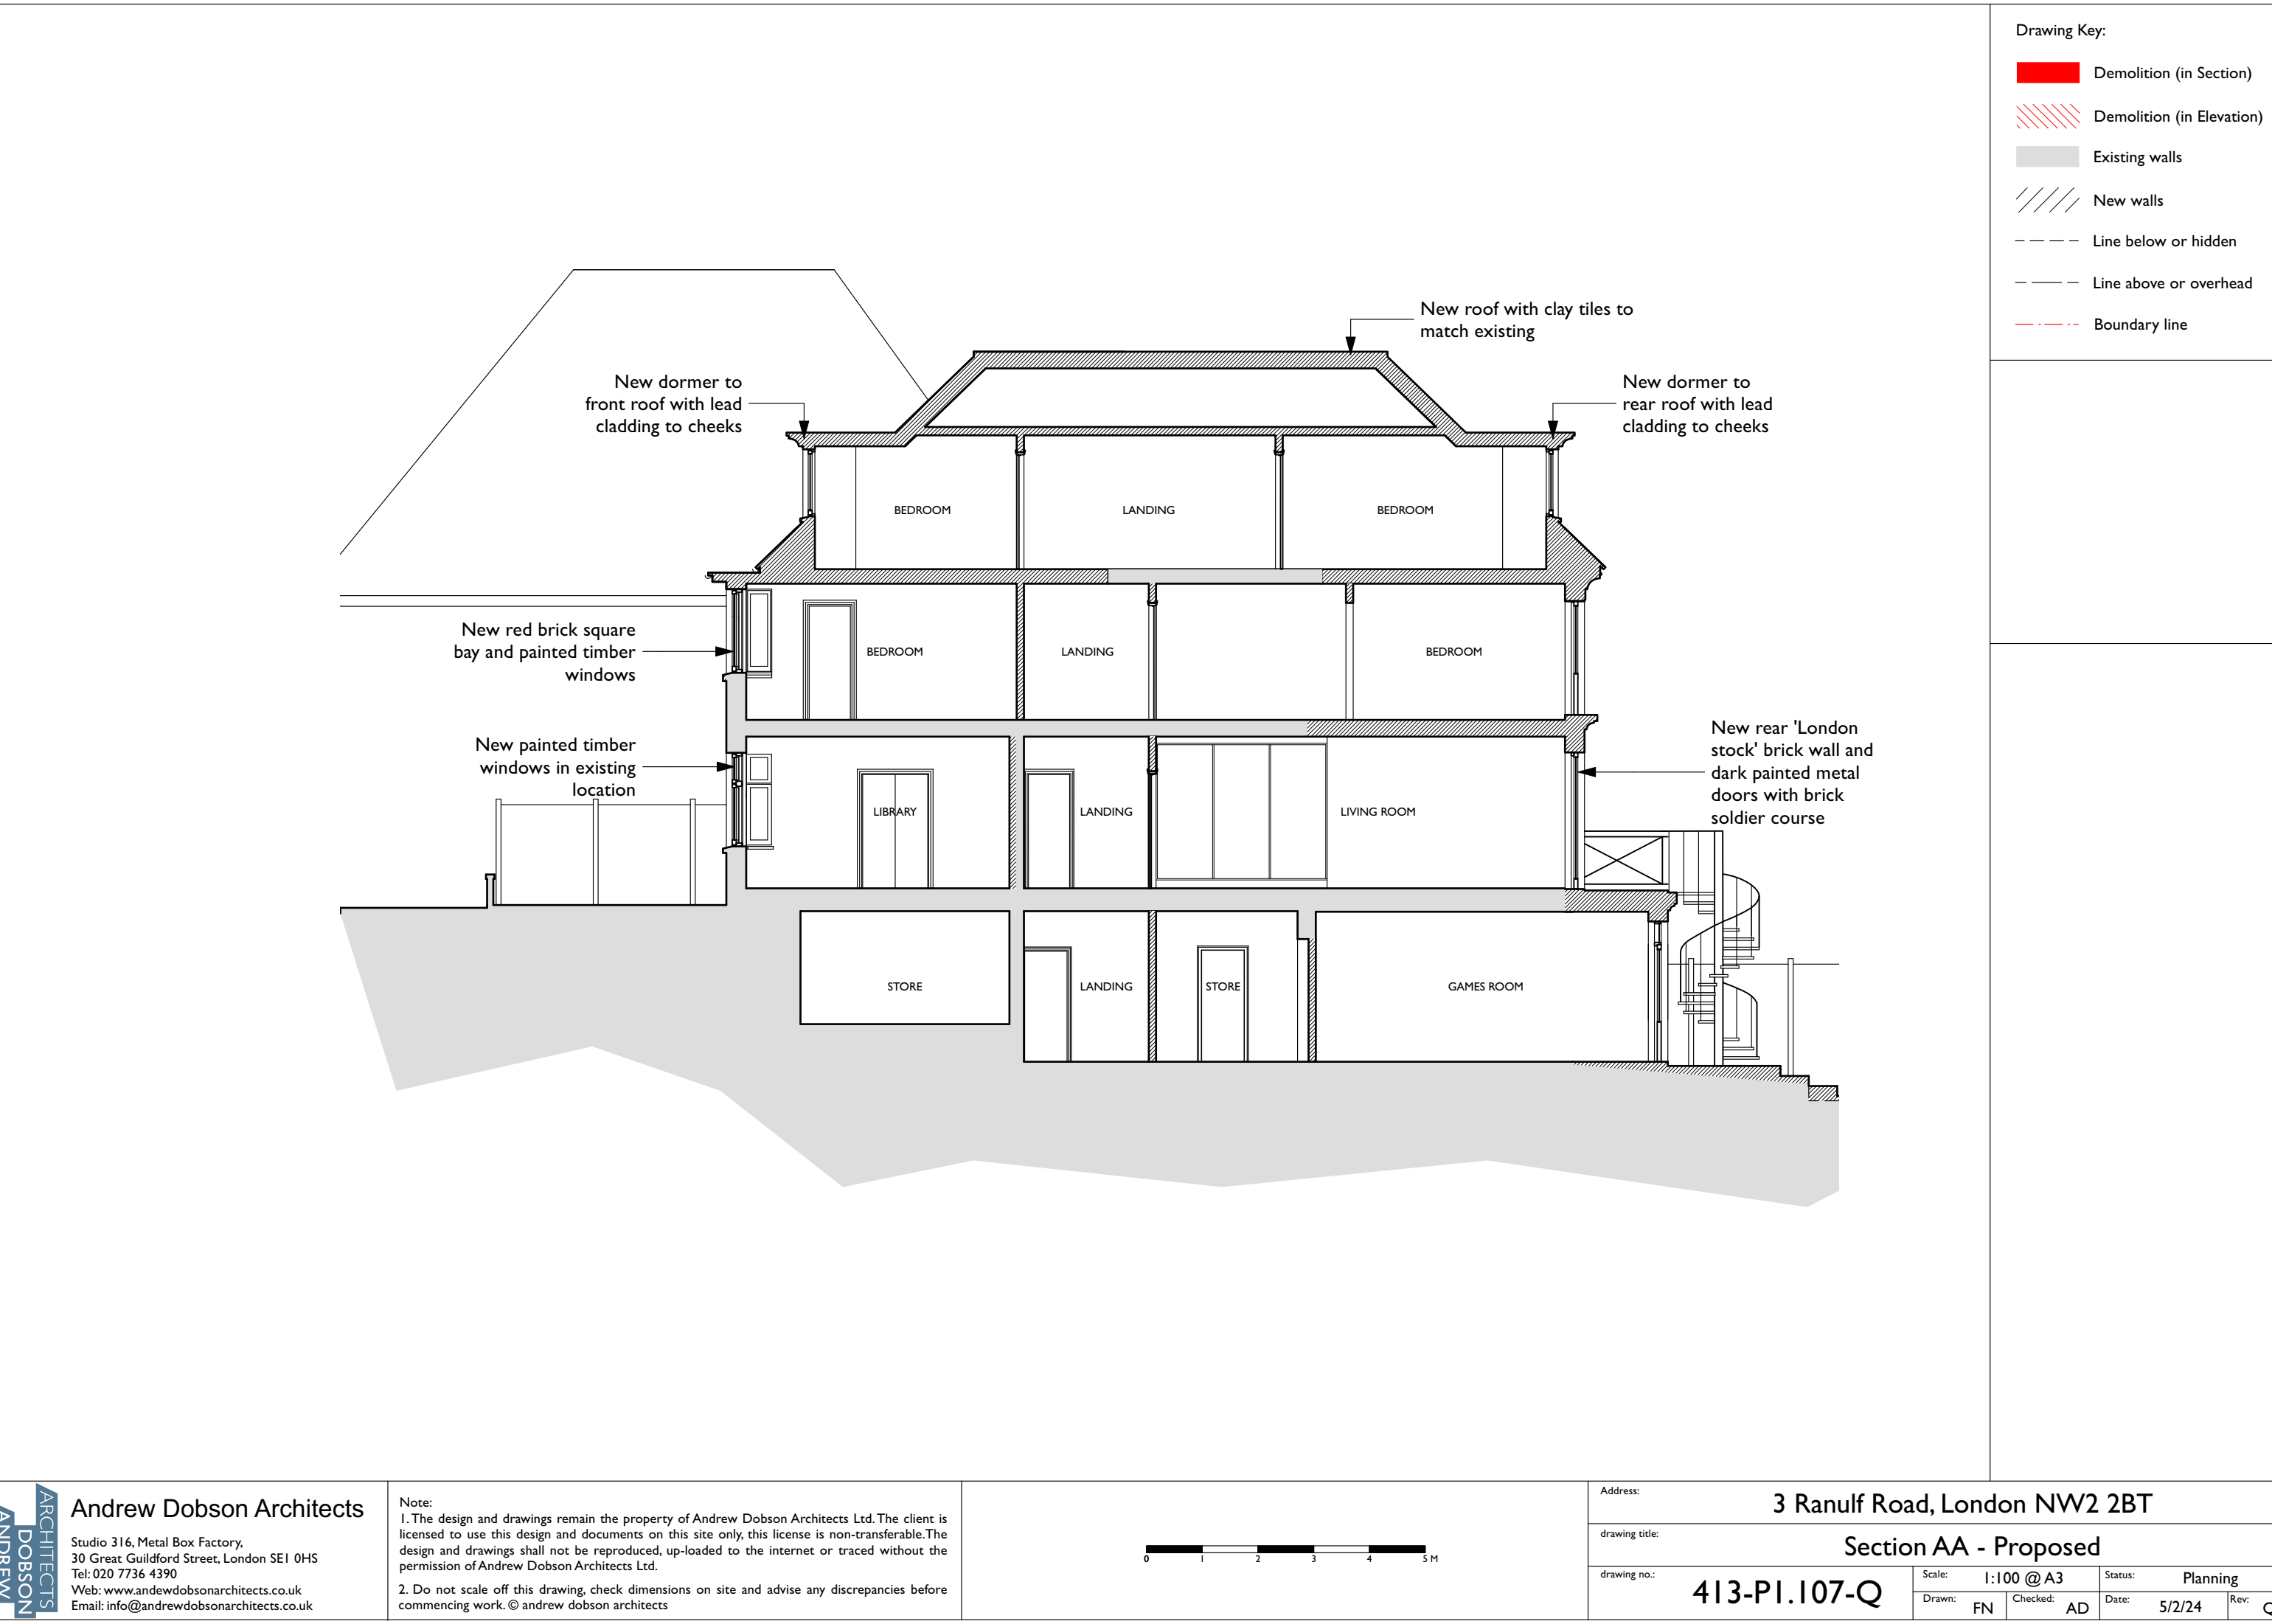 Drawing Key:
Demolition (in Section)
Demolition (in Elevation)
Existing walls
New walls
Line below or hidden
Line above or overhead
Boundary line
New roof with clay tiles to
match existing
New dormer to
front roof with lead
cladding to cheeks
New dormer to
rear roof with lead
cladding to cheeks
BEDROOM
LANDING
BEDROOM
New red brick square
bay and painted timber
windows
BEDROOM
LANDING
BEDROOM
New painted timber
windows in existing
location
New rear 'London
stock' brick wall and
dark painted metal
doors with brick
soldier course
LIBRARY
LANDING
LIVING ROOM
STORE
LANDING
STORE
GAMES ROOM
ARCHITECTS
DOBSON
ANDREW
Andrew Dobson Architects
Studio 316, Metal Box Factory,
30 Great Guildford Street, London SE1 0HS
Tel: 020 7736 4390
Web: www.andewdobsonarchitects.co.uk
Email: info@andrewdobsonarchitects.co.uk
Note:
1. The design and drawings remain the property of Andrew Dobson Architects Ltd. The client is
licensed to use this design and documents on this site only, this license is non-transferable. The
design and drawings shall not be reproduced, up-loaded to the internet or traced without the
permission of Andrew Dobson Architects Ltd.
2. Do not scale off this drawing, check dimensions on site and advise any discrepancies before
commencing work. © andrew dobson architects
0 1 2 3 4 5 M
Address:
3 Ranulf Road, London NW2 2BT
drawing title:
Section AA - Proposed
drawing no.:
413-P1.107-Q
Scale: 1:100 @ A3
Status: Planning
Drawn: FN
Checked: AD
Date: 5/2/24
Rev: Q